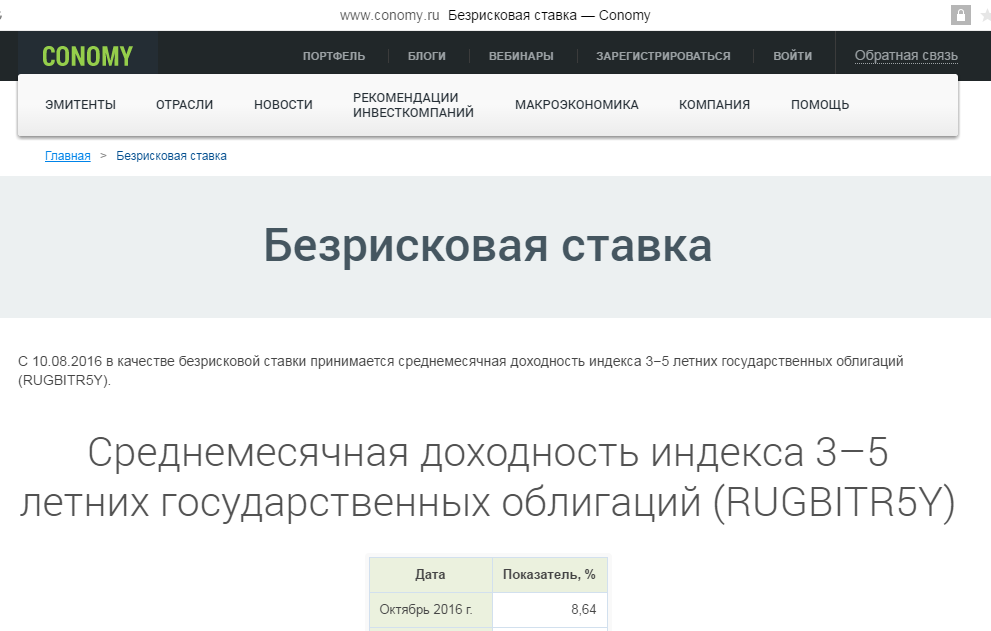 www.conomy.ru Безрисковая ставка — Conomy
CONOMY
ПОРТФЕЛЬ БЛОГИ ВЕБИНАРЫ ЗАРЕГИСТРИРОВАТЬСЯ ВОЙТИ Обратная связь
ЭМИТЕНТЫ ОТРАСЛИ НОВОСТИ РЕКОМЕНДАЦИИ
ИНВЕСТКОМПАНИЙ МАКРОЭКОНОМИКА КОМПАНИЯ ПОМОЩЬ
Главная > Безрисковая ставка
Безрисковая ставка
С 10.08.2016 в качестве безрисковой ставки принимается среднемесячная доходность индекса 3–5 летних государственных облигаций
(RUGBITR5Y).
Среднемесячная доходность индекса 3–5
летних государственных облигаций (RUGBITR5Y)
Дата Показатель, %
Октябрь 2016 г. 8,64